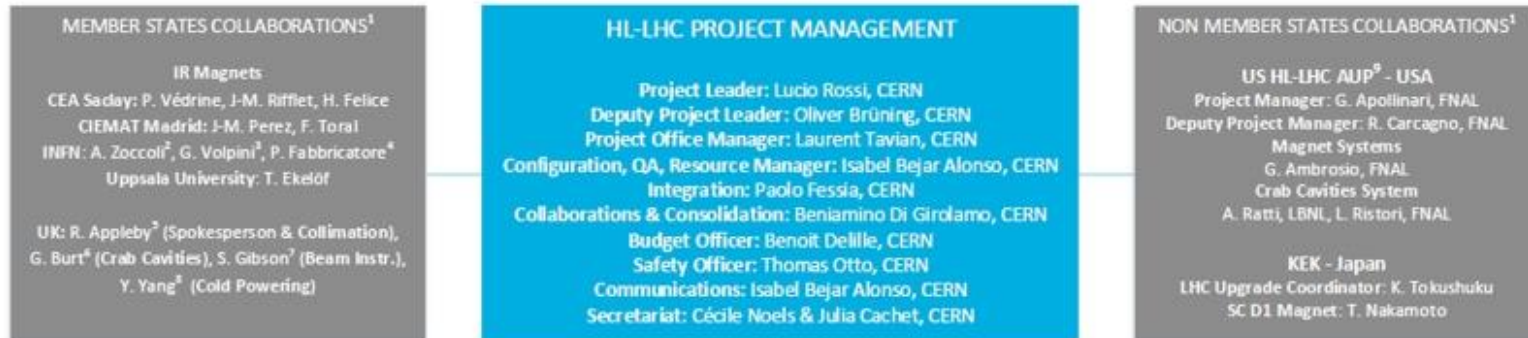 MEMBER STATES COLLABORATIONS¹
IR Magnets
CEA Saclay: P. Védrine, J-M. Rifflet, H. Felice
CIEMAT Madrid: J-M. Perez, F. Toral
INFN: A. Zoccoli², G. Volpini³, P. Fabbricatore⁴
Uppsala University: T. Ekelöf
UK: R. Appleby⁵ (Spokesperson & Collimation),
G. Burt⁶ (Crab Cavities), S. Gibson⁷ (Beam Instr.),
Y. Yang⁸ (Cold Powering)
HL-LHC PROJECT MANAGEMENT
Project Leader: Lucio Rossi, CERN
Deputy Project Leader: Oliver Brüning, CERN
Project Office Manager: Laurent Tavian, CERN
Configuration, QA, Resource Manager: Isabel Bejar Alonso, CERN
Integration: Paolo Fessia, CERN
Collaborations & Consolidation: Beniamino Di Girolamo, CERN
Budget Officer: Benoit Delille, CERN
Safety Officer: Thomas Otto, CERN
Communications: Isabel Bejar Alonso, CERN
Secretariat: Cécile Noels & Julia Cachet, CERN
NON MEMBER STATES COLLABORATIONS¹
US HL-LHC AUP⁹ - USA
Project Manager: G. Apollinari, FNAL
Deputy Project Manager: R. Carcagno, FNAL
Magnet Systems
G. Ambrosio, FNAL
Crab Cavities System
A. Ratti, LBNL, L. Ristori, FNAL
KEK - Japan
LHC Upgrade Coordinator: K. Tokushuku
SC D1 Magnet: T. Nakamoto